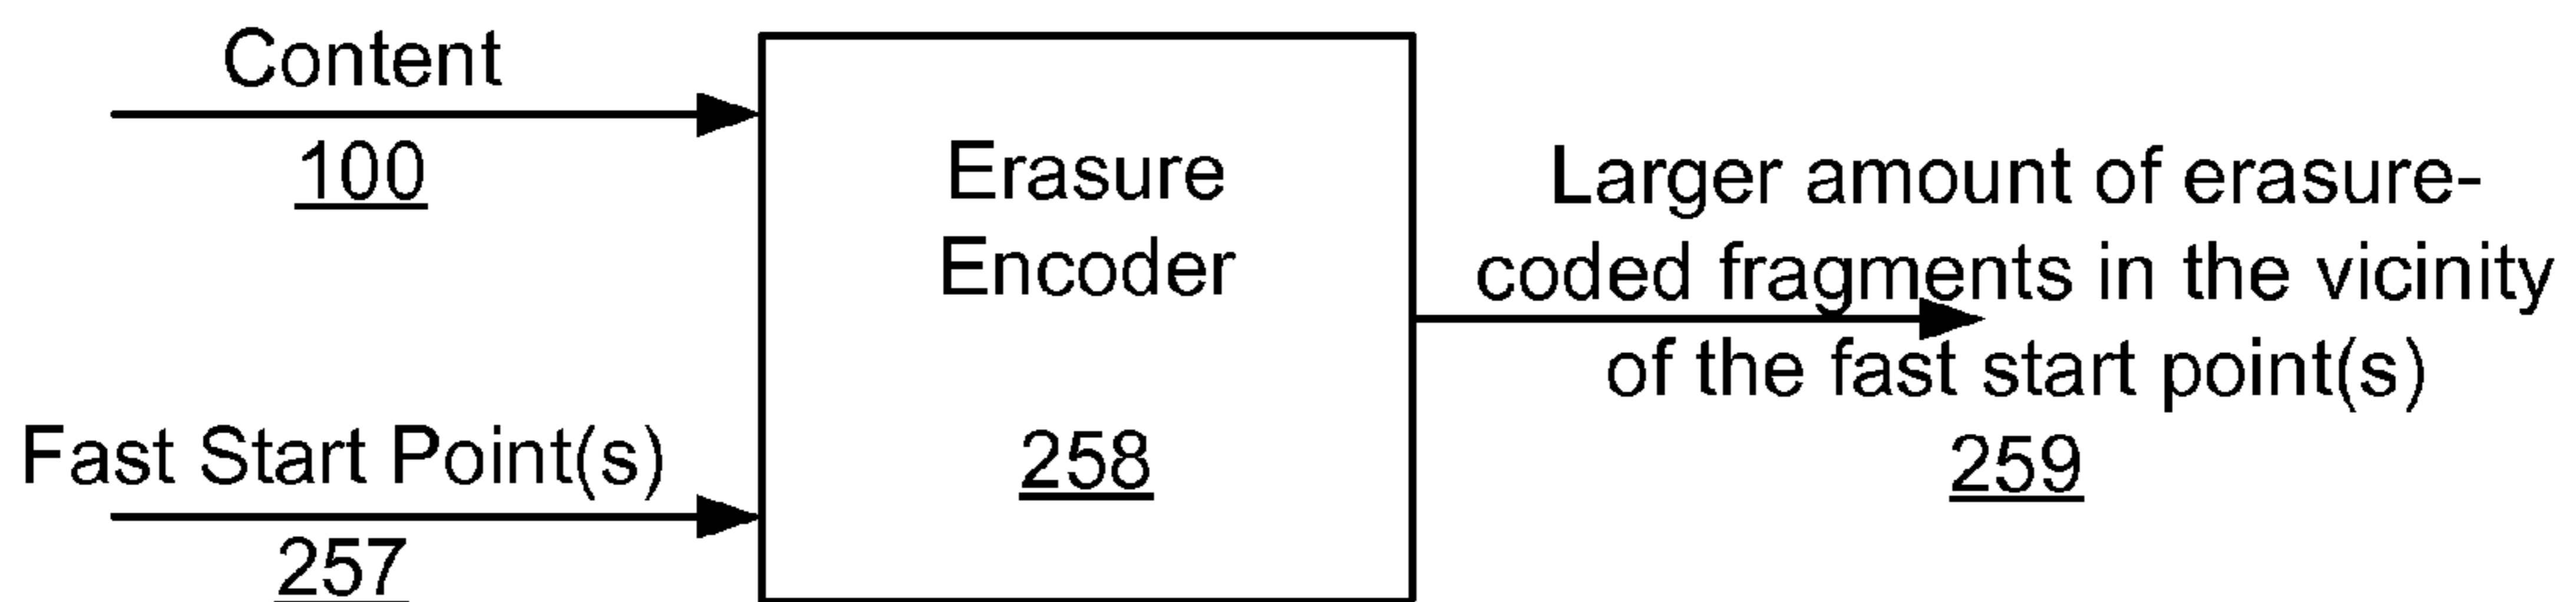 Content
100
Fast Start Point(s)
257
Erasure
Encoder
258
Larger amount of erasure-
coded fragments in the vicinity
of the fast start point(s)
259